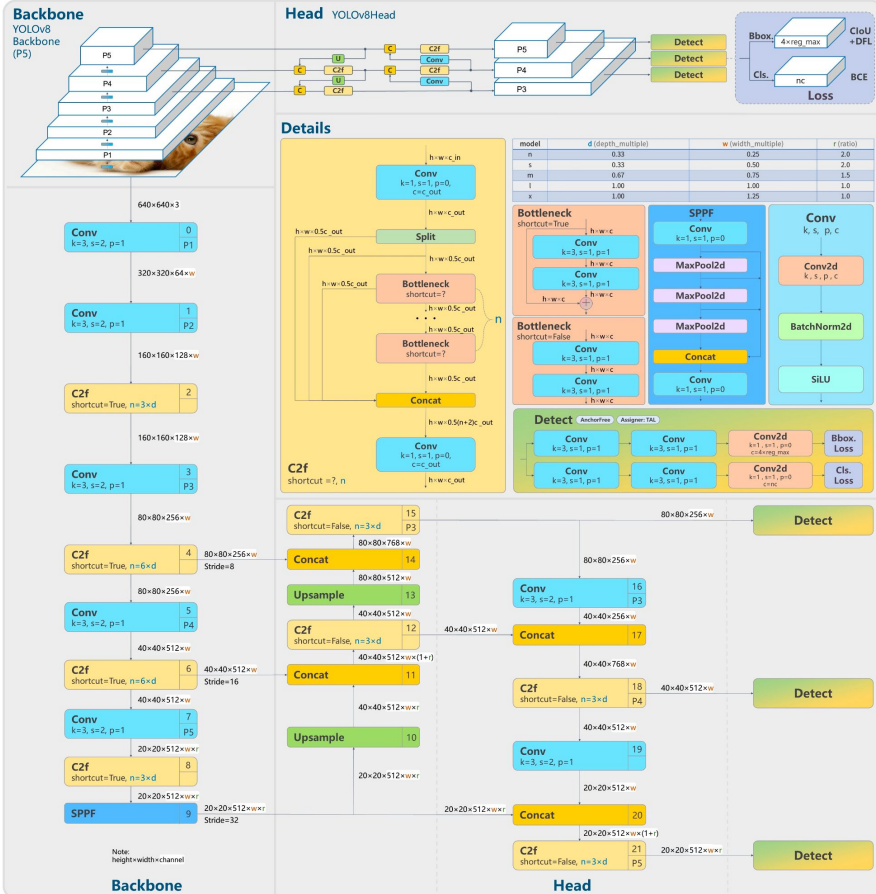 Backbone
YOLOv8
Backbone
(P5)
P5
P4
P3
P2
P1
Head YOLOv8Head
U
C
C2f
U
C
C2f
C
C2f
Conv
C
C2f
Conv
P5
P4
P3
Detect
Detect
Detect
Bbox.
4×reg_max
CIoU
+DFL
Cls.
nc
BCE
Loss
640×640×3
Conv 0
k=3, s=2, p=1 P1
320×320×64×w
Conv 1
k=3, s=2, p=1 P2
160×160×128×w
C2f 2
shortcut=True, n=3×d
160×160×128×w
Conv 3
k=3, s=2, p=1 P3
80×80×256×w
C2f 4
shortcut=True, n=6×d
80×80×256×w
Stride=8
80×80×256×w
Conv 5
k=3, s=2, p=1 P4
40×40×512×w
C2f 6
shortcut=True, n=6×d
40×40×512×w
Stride=16
40×40×512×w
Conv 7
k=3, s=2, p=1 P5
20×20×512×w×r
C2f 8
shortcut=True, n=3×d
20×20×512×w×r
SPPF 9
20×20×512×w×r
Stride=32
Note:
height×width×channel
Backbone
Details
h×w×c_in
Conv
k=1, s=1, p=0,
c=c_out
h×w×c_out
Split
h×w×0.5c_out
h×w×0.5c_out
h×w×0.5c_out
h×w×0.5c_out
Bottleneck
shortcut=?
h×w×0.5c_out
• • •
h×w×0.5c_out
n
Bottleneck
shortcut=?
h×w×0.5c_out
Concat
h×w×0.5(n+2)c_out
Conv
k=1, s=1, p=0,
c=c_out
h×w×c_out
C2f
shortcut =?, n
model d (depth_multiple) w (width_multiple) r (ratio)
n 0.33 0.25 2.0
s 0.33 0.50 2.0
m 0.67 0.75 1.5
l 1.00 1.00 1.0
x 1.00 1.25 1.0
Bottleneck
shortcut=True
h×w×c
Conv
k=3, s=1, p=1
h×w×c
Conv
k=3, s=1, p=1
h×w×c
h×w×c
+
Bottleneck
shortcut=False
h×w×c
Conv
k=3, s=1, p=1
h×w×c
Conv
k=3, s=1, p=1
h×w×c
SPPF
Conv
k=1, s=1, p=0
MaxPool2d
MaxPool2d
MaxPool2d
Concat
Conv
k=1, s=1, p=0
Conv
k, s, p, c
Conv2d
k , s , p , c
BatchNorm2d
SiLU
Detect AnchorFree Assigner: TAL
Conv
k=3, s=1, p=1
Conv
k=3, s=1, p=1
Conv2d
k=1, s=1, p=0
c=4×reg_max
Bbox.
Loss
Conv
k=3, s=1, p=1
Conv
k=3, s=1, p=1
Conv2d
k=1 , s=1, p=0
c=nc
Cls.
Loss
C2f 15
shortcut=False, n=3×d P3
80×80×256×w
Detect
80×80×768×w
Concat 14
80×80×512×w
Upsample 13
40×40×512×w
C2f 12
shortcut=False, n=3×d
40×40×512×w
40×40×512×w×(1+r)
Concat 11
40×40×512×w×r
Upsample 10
20×20×512×w×r
80×80×256×w
Conv 16
k=3, s=2, p=1 P3
40×40×256×w
Concat 17
40×40×768×w
C2f 18
shortcut=False, n=3×d P4
40×40×512×w
Detect
40×40×512×w
Conv 19
k=3, s=2, p=1
20×20×512×w
20×20×512×w×r
Concat 20
20×20×512×w×(1+r)
C2f 21
shortcut=False, n=3×d P5
20×20×512×w×r
Detect
Head